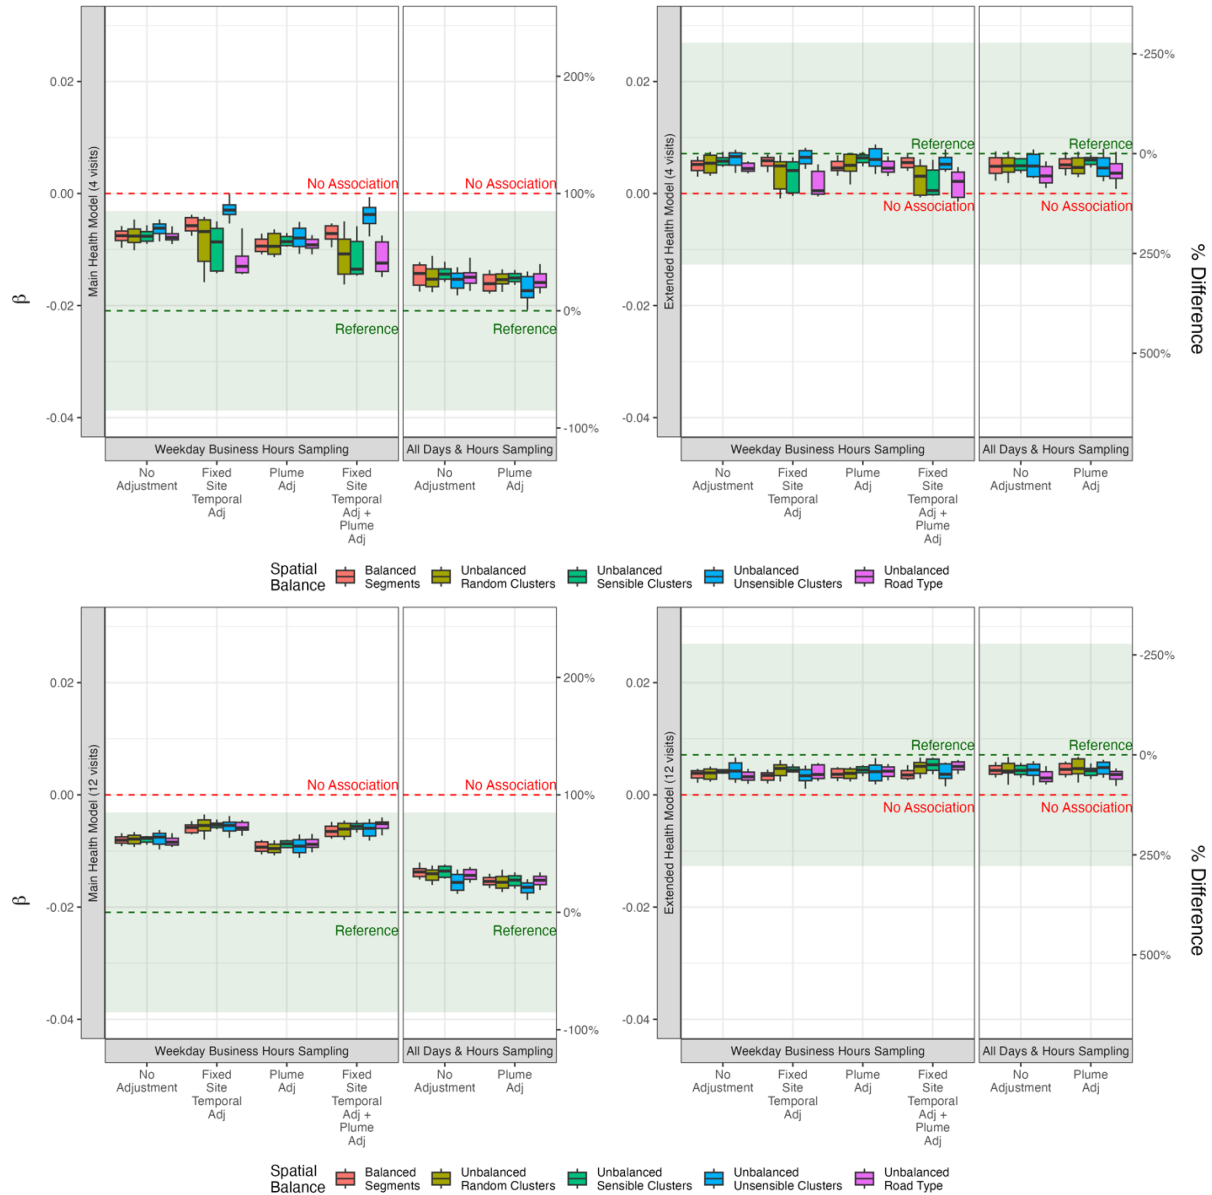 0.02
0.00
-0.02
-0.04
β
Main Health Model (4 visits)
No Association
No Association
Reference
Reference
200%
100%
0%
-100%
Weekday Business Hours Sampling
All Days & Hours Sampling
No
Adjustment
Fixed
Site
Temporal
Adj
Plume
Adj
Fixed
Site
Temporal
Adj +
Plume
Adj
No
Adjustment
Plume
Adj
0.02
0.00
-0.02
-0.04
Extended Health Model (4 visits)
Reference
Reference
No Association
No Association
-250%
0%
250%
500%
% Difference
Weekday Business Hours Sampling
All Days & Hours Sampling
No
Adjustment
Fixed
Site
Temporal
Adj
Plume
Adj
Fixed
Site
Temporal
Adj +
Plume
Adj
No
Adjustment
Plume
Adj
Spatial
Balance
Balanced
Segments
Unbalanced
Random Clusters
Unbalanced
Sensible Clusters
Unbalanced
Unsensible Clusters
Unbalanced
Road Type
0.02
0.00
-0.02
-0.04
β
Main Health Model (12 visits)
No Association
No Association
Reference
Reference
200%
100%
0%
-100%
Weekday Business Hours Sampling
All Days & Hours Sampling
No
Adjustment
Fixed
Site
Temporal
Adj
Plume
Adj
Fixed
Site
Temporal
Adj +
Plume
Adj
No
Adjustment
Plume
Adj
0.02
0.00
-0.02
-0.04
Extended Health Model (12 visits)
Reference
Reference
No Association
No Association
-250%
0%
250%
500%
% Difference
Weekday Business Hours Sampling
All Days & Hours Sampling
No
Adjustment
Fixed
Site
Temporal
Adj
Plume
Adj
Fixed
Site
Temporal
Adj +
Plume
Adj
No
Adjustment
Plume
Adj
Spatial
Balance
Balanced
Segments
Unbalanced
Random Clusters
Unbalanced
Sensible Clusters
Unbalanced
Unsensible Clusters
Unbalanced
Road Type